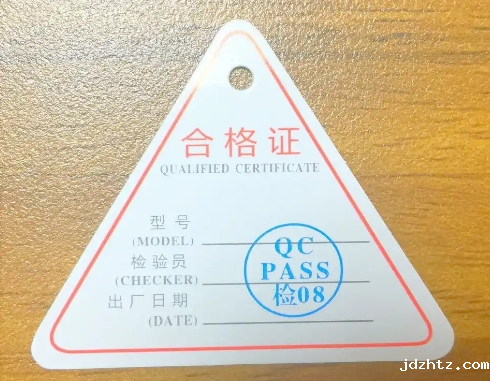 合格证
QUALIFIED CERTIFICATE
型号
(MODEL)
检验员
(CHECKER)
出厂日期
(DATE)
QC
PASS
检08
jdzhtz.com